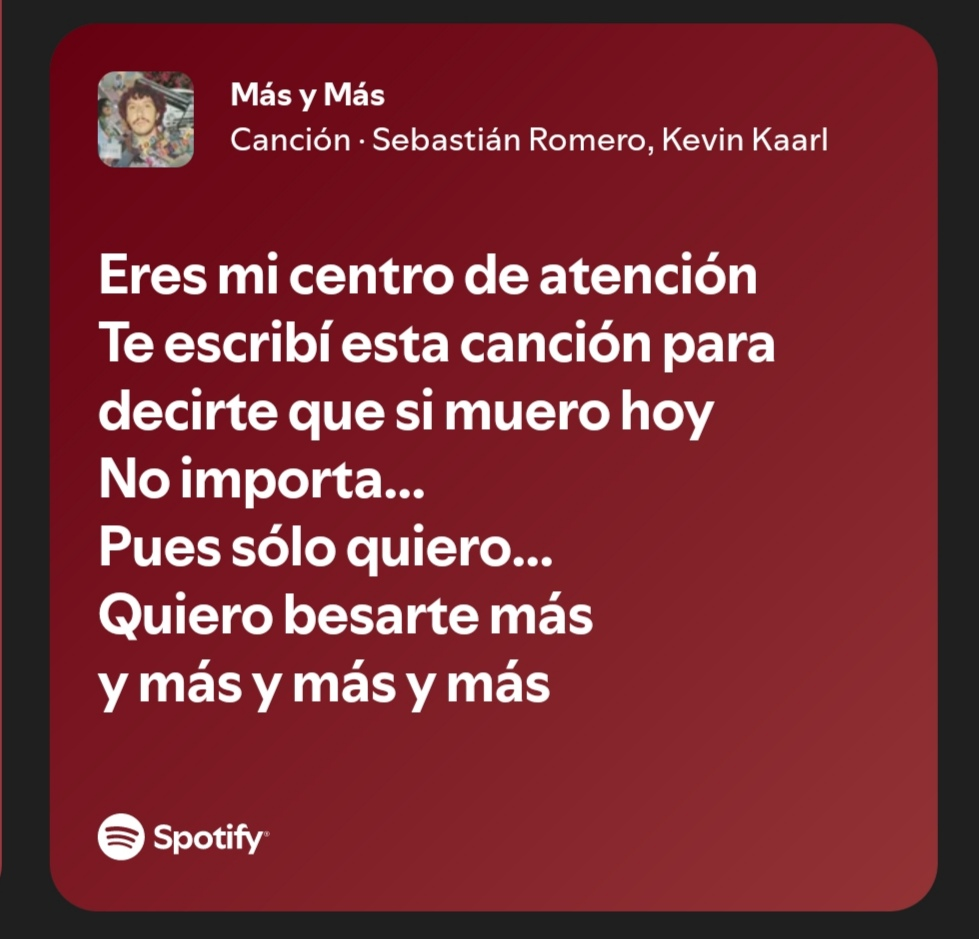 Más y Más
Canción · Sebastián Romero, Kevin Kaarl
Eres mi centro de atención
Te escribí esta canción para
decirte que si muero hoy
No importa...
Pues sólo quiero...
Quiero besarte más
y más y más y más
Spotify®